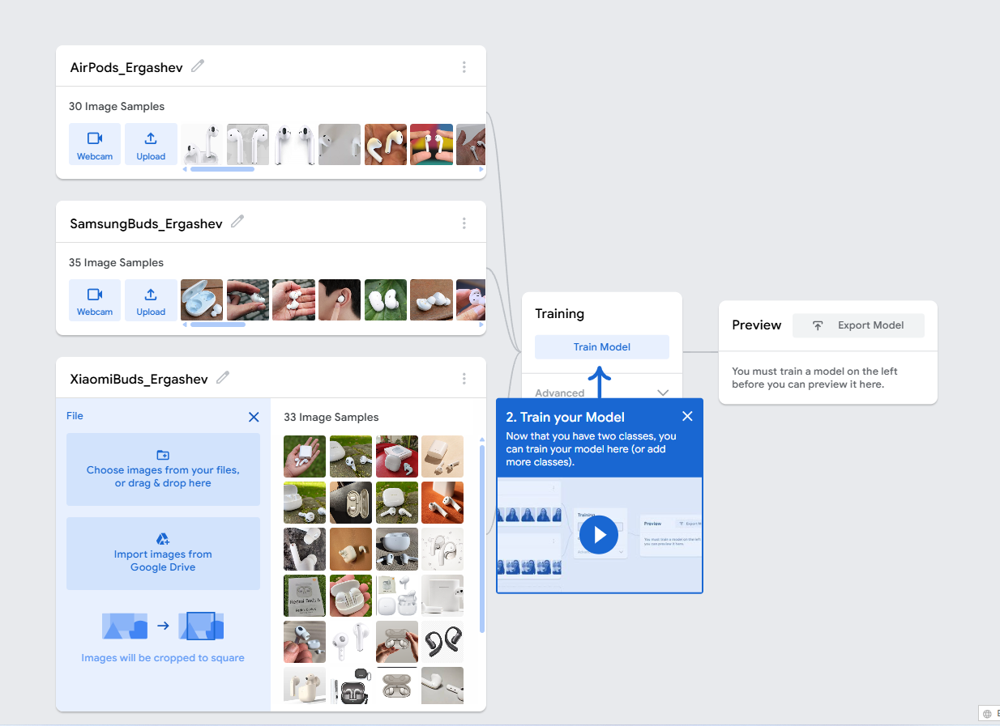 AirPods_Ergashev
30 Image Samples
Webcam
Upload
SamsungBuds_Ergashev
35 Image Samples
Webcam
Upload
XiaomiBuds_Ergashev
File
Choose images from your files,
or drag & drop here
Import images from
Google Drive
Images will be cropped to square
33 Image Samples
Training
Train Model
Advanced
2. Train your Model
Now that you have two classes, you
can train your model here (or add
more classes).
Training
Preview
Preview
Export Model
You must train a model on the left
before you can preview it here.